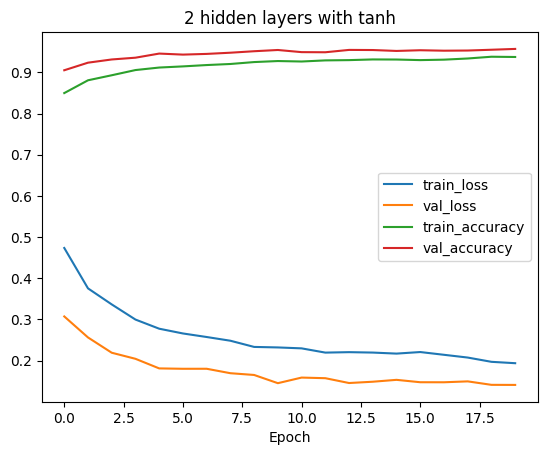 2 hidden layers with tanh
0.9
0.8
0.7
0.6
0.5
0.4
0.3
0.2
train_loss
val_loss
train_accuracy
val_accuracy
0.0 2.5 5.0 7.5 10.0 12.5 15.0 17.5
Epoch